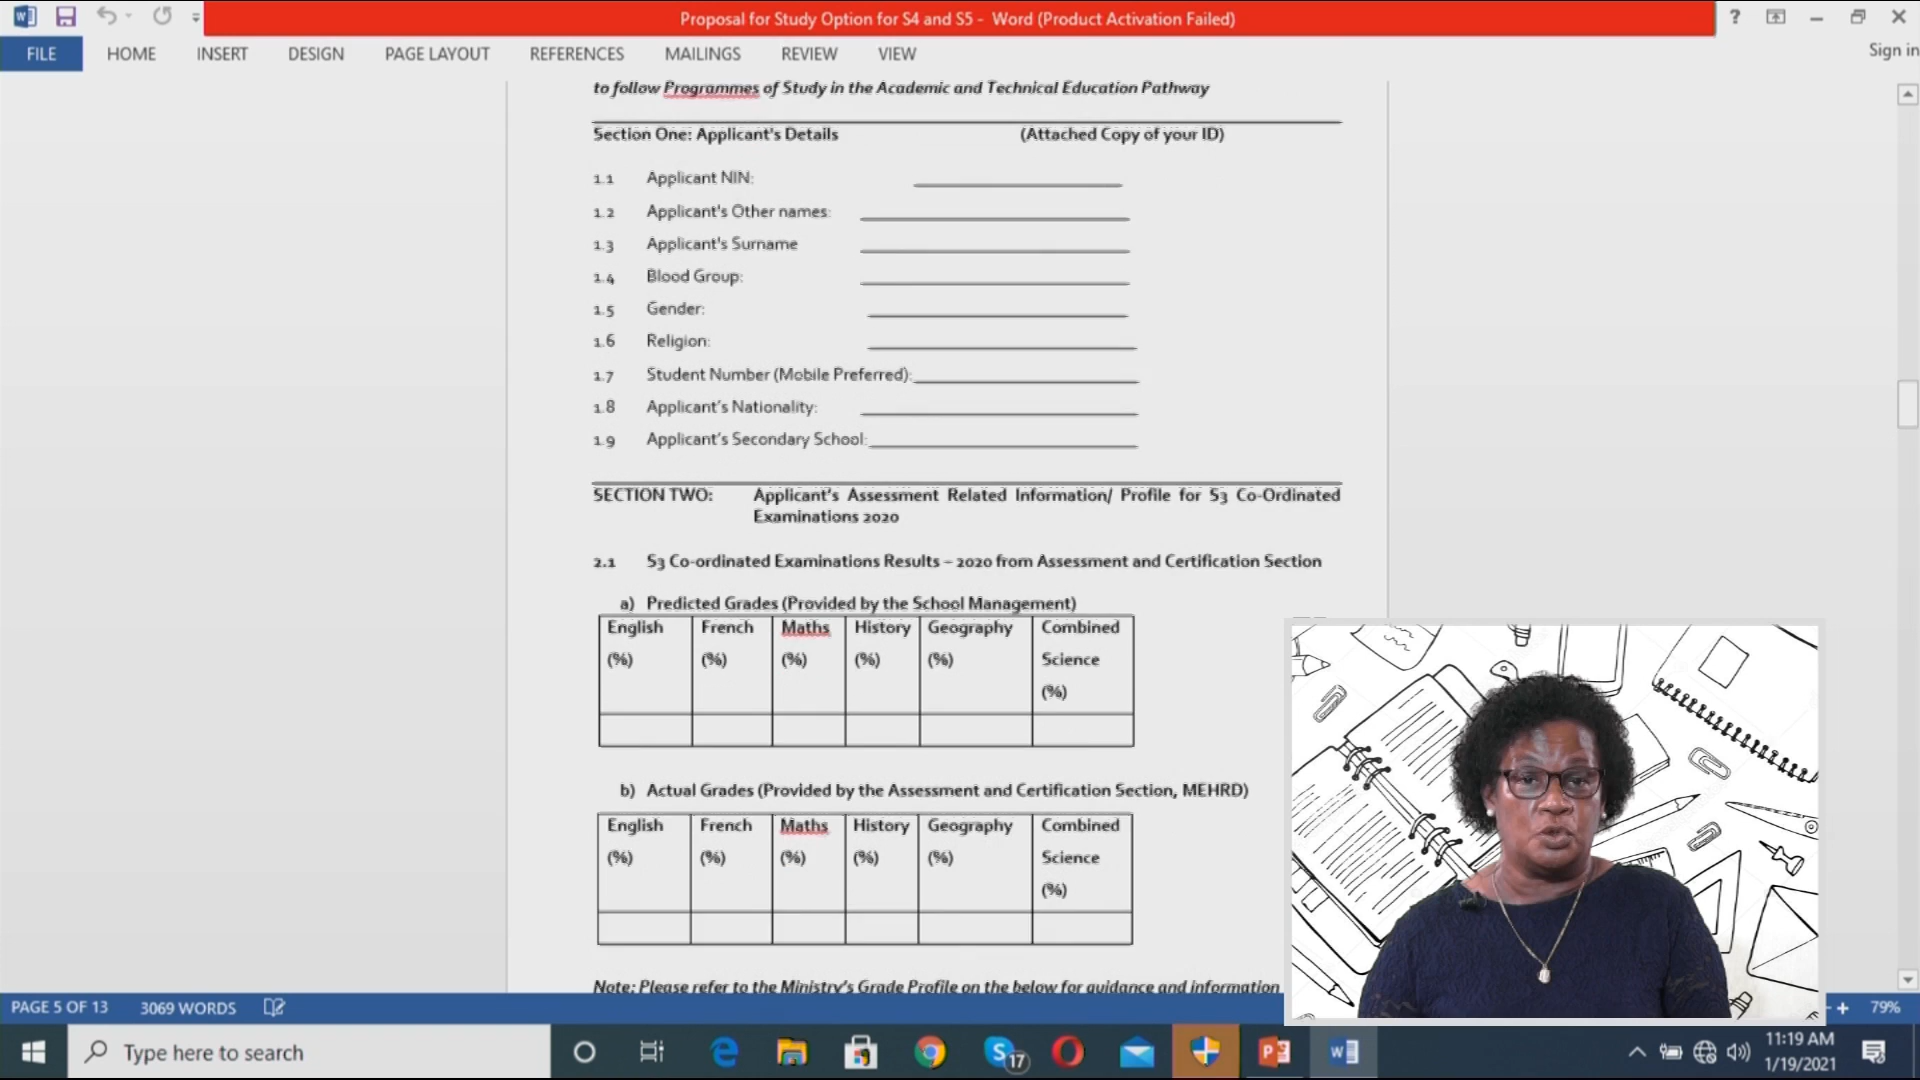 Proposal for Study Option for S4 and S5 - Word (Product Activation Failed)
?
FILE HOME INSERT DESIGN PAGE LAYOUT REFERENCES MAILINGS REVIEW VIEW
Sign in
to follow Programmes of Study in the Academic and Technical Education Pathway
Section One: Applicant's Details (Attached Copy of your ID)
1.1 Applicant NIN:
1.2 Applicant's Other names:
1.3 Applicant's Surname
1.4 Blood Group:
1.5 Gender:
1.6 Religion:
1.7 Student Number (Mobile Preferred):
1.8 Applicant's Nationality:
1.9 Applicant's Secondary School:
SECTION TWO: Applicant's Assessment Related Information/ Profile for S3 Co-Ordinated
Examinations 2020
2.1 S3 Co-ordinated Examinations Results – 2020 from Assessment and Certification Section
a) Predicted Grades (Provided by the School Management)
English French Maths History Geography Combined
(%) (%) (%) (%) (%) Science
(%)
b) Actual Grades (Provided by the Assessment and Certification Section, MEHRD)
English French Maths History Geography Combined
(%) (%) (%) (%) (%) Science
(%)
Note: Please refer to the Ministry's Grade Profile on the below for guidance and information
PAGE 5 OF 13 3069 WORDS
+ 79%
Type here to search
17
11:19 AM
1/19/2021